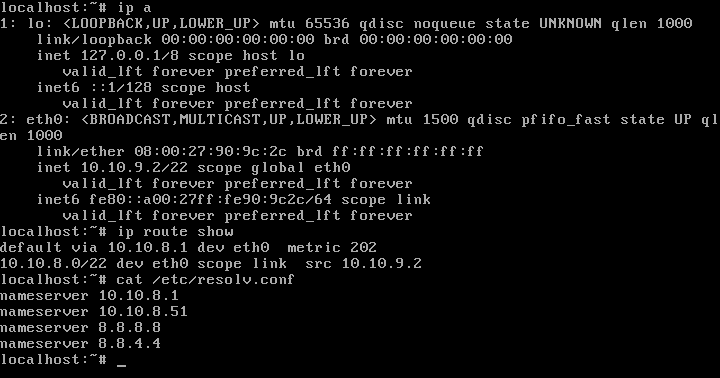 localhost:~# ip a
1: lo: <LOOPBACK,UP,LOWER_UP> mtu 65536 qdisc noqueue state UNKNOWN qlen 1000
    link/loopback 00:00:00:00:00:00 brd 00:00:00:00:00:00
    inet 127.0.0.1/8 scope host lo
       valid_lft forever preferred_lft forever
    inet6 ::1/128 scope host
       valid_lft forever preferred_lft forever
2: eth0: <BROADCAST,MULTICAST,UP,LOWER_UP> mtu 1500 qdisc pfifo_fast state UP ql
en 1000
    link/ether 08:00:27:90:9c:2c brd ff:ff:ff:ff:ff:ff
    inet 10.10.9.2/22 scope global eth0
       valid_lft forever preferred_lft forever
    inet6 fe80::a00:27ff:fe90:9c2c/64 scope link
       valid_lft forever preferred_lft forever
localhost:~# ip route show
default via 10.10.8.1 dev eth0  metric 202
10.10.8.0/22 dev eth0 scope link  src 10.10.9.2
localhost:~# cat /etc/resolv.conf
nameserver 10.10.8.1
nameserver 10.10.8.51
nameserver 8.8.8.8
nameserver 8.8.4.4
localhost:~# _